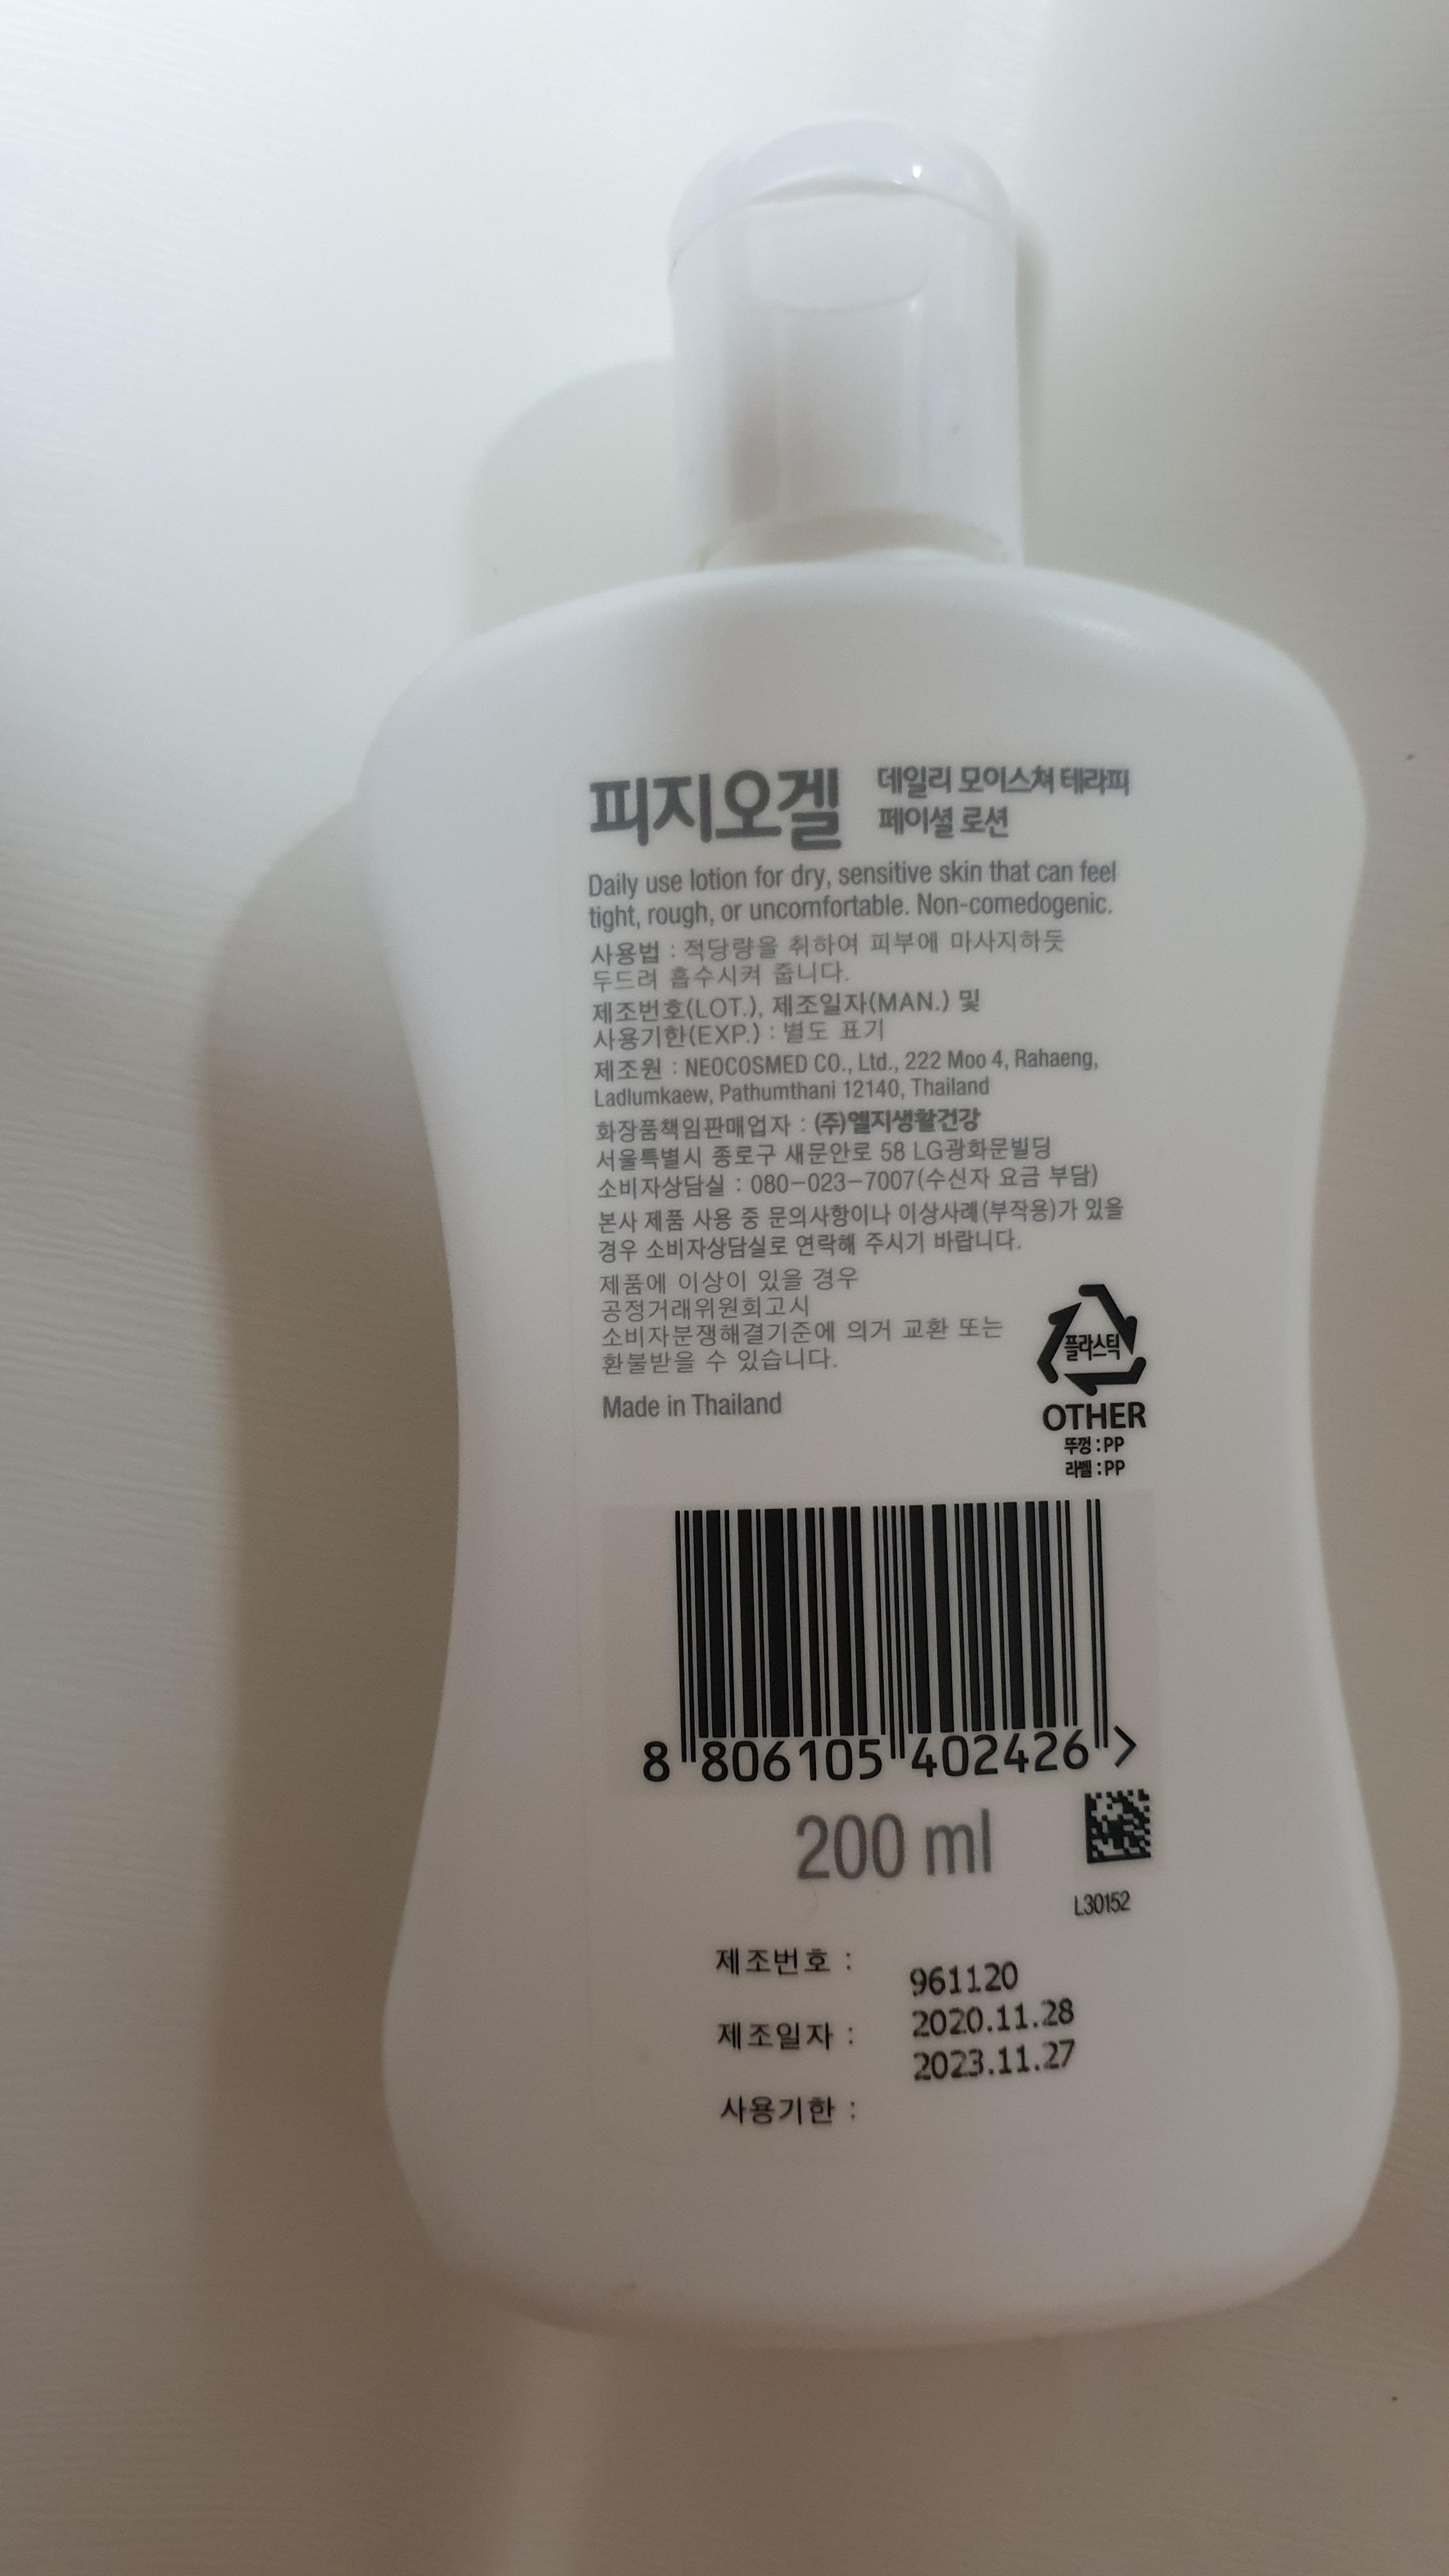 피지오겔
데일리 모이스쳐 테라피
페이셜 로션
Daily use lotion for dry, sensitive skin that can feel
tight, rough, or uncomfortable. Non-comedogenic.
사용법 : 적당량을 취하여 피부에 마사지하듯
두드려 흡수시켜 줍니다.
제조번호(LOT.), 제조일자(MAN.) 및
사용기한(EXP.) : 별도 표기
제조원 : NEOCOSMED CO., Ltd., 222 Moo 4, Rahaeng,
Ladlumkaew, Pathumthani 12140, Thailand
화장품책임판매업자 : (주)엘지생활건강
서울특별시 종로구 새문안로 58 LG광화문빌딩
소비자상담실 : 080-023-7007(수신자 요금 부담)
본사 제품 사용 중 문의사항이나 이상사례(부작용)가 있을
경우 소비자상담실로 연락해 주시기 바랍니다.
제품에 이상이 있을 경우
공정거래위원회고시
소비자분쟁해결기준에 의거 교환 또는
환불받을 수 있습니다.
Made in Thailand
플라스틱
OTHER
뚜껑 : PP
라벨 : PP
8 806105 402426 >
200 ml
L30152
제조번호 : 961120
제조일자 : 2020.11.28
사용기한 : 2023.11.27